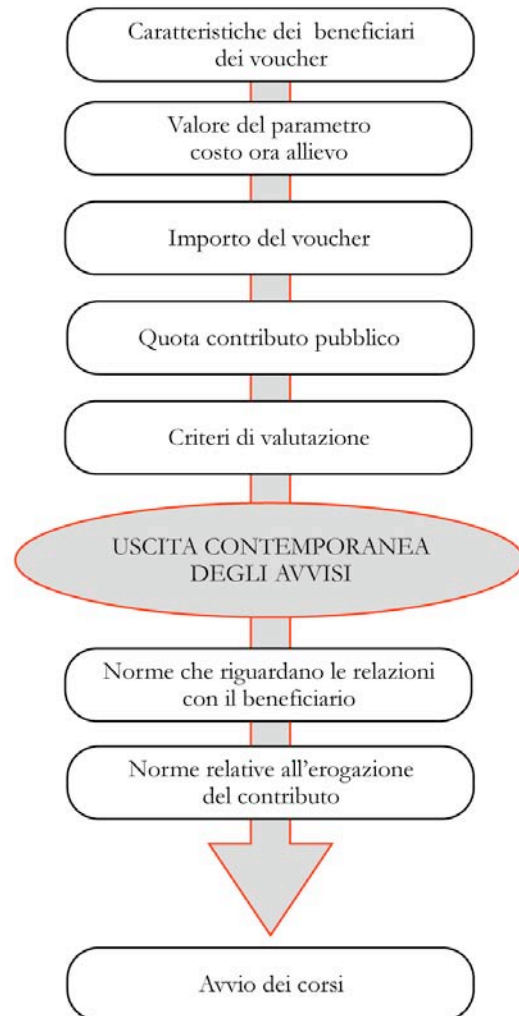 Caratteristiche dei beneficiari
dei voucher
Valore del parametro
costo ora allievo
Importo del voucher
Quota contributo pubblico
Criteri di valutazione
USCITA CONTEMPORANEA
DEGLI AVVISI
Norme che riguardano le relazioni
con il beneficiario
Norme relative all'erogazione
del contributo
Avvio dei corsi